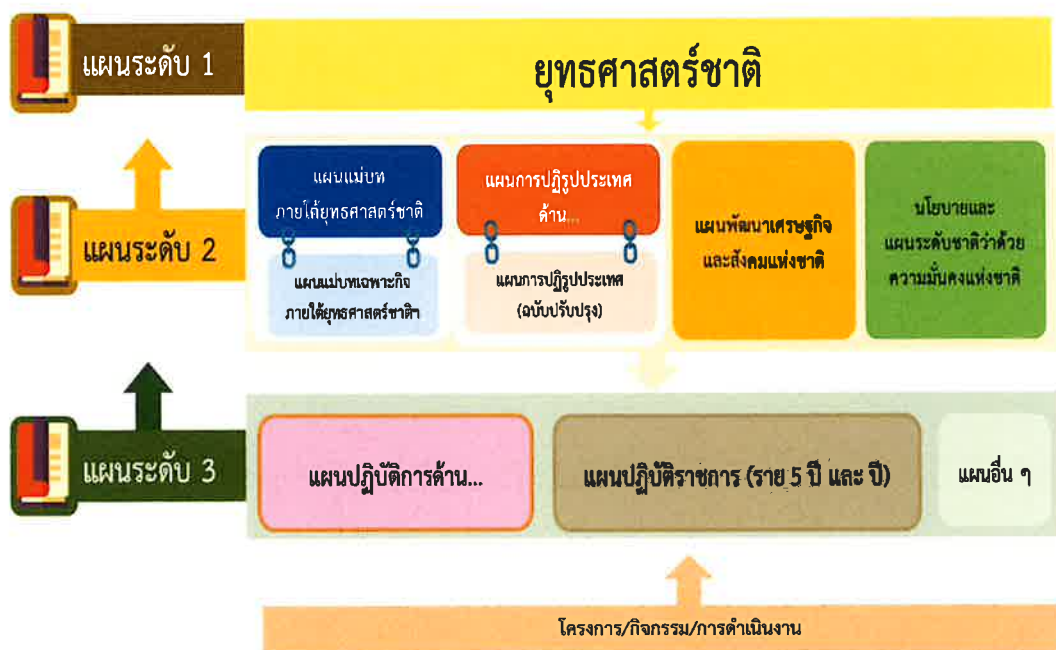 แผนระดับ 1
ยุทธศาสตร์ชาติ
แผนระดับ 2
แผนแม่บท
ภายใต้ยุทธศาสตร์ชาติ
แผนแม่บทเฉพาะกิจ
ภายใต้ยุทธศาสตร์ชาติฯ
แผนการปฏิรูปประเทศ
ด้าน...
แผนการปฏิรูปประเทศ
(ฉบับปรับปรุง)
แผนพัฒนาเศรษฐกิจ
และสังคมแห่งชาติ
นโยบายและ
แผนระดับชาติว่าด้วย
ความมั่นคงแห่งชาติ
แผนระดับ 3
แผนปฏิบัติการด้าน...
แผนปฏิบัติราชการ (ราย 5 ปี และ ปี)
แผนอื่น ๆ
โครงการ/กิจกรรม/การดำเนินงาน